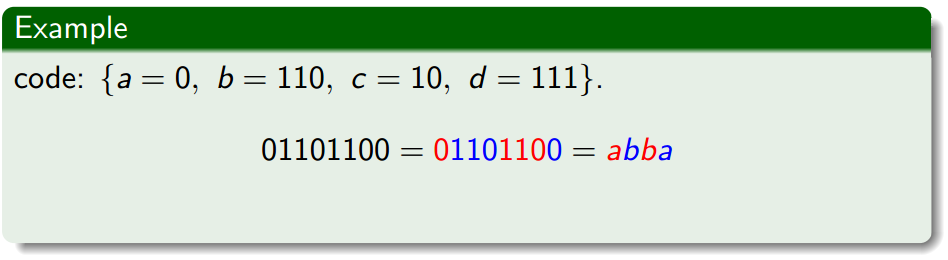 Example
code: {a = 0, b = 110, c = 10, d = 111}.
01101100 = 01101100 = abba